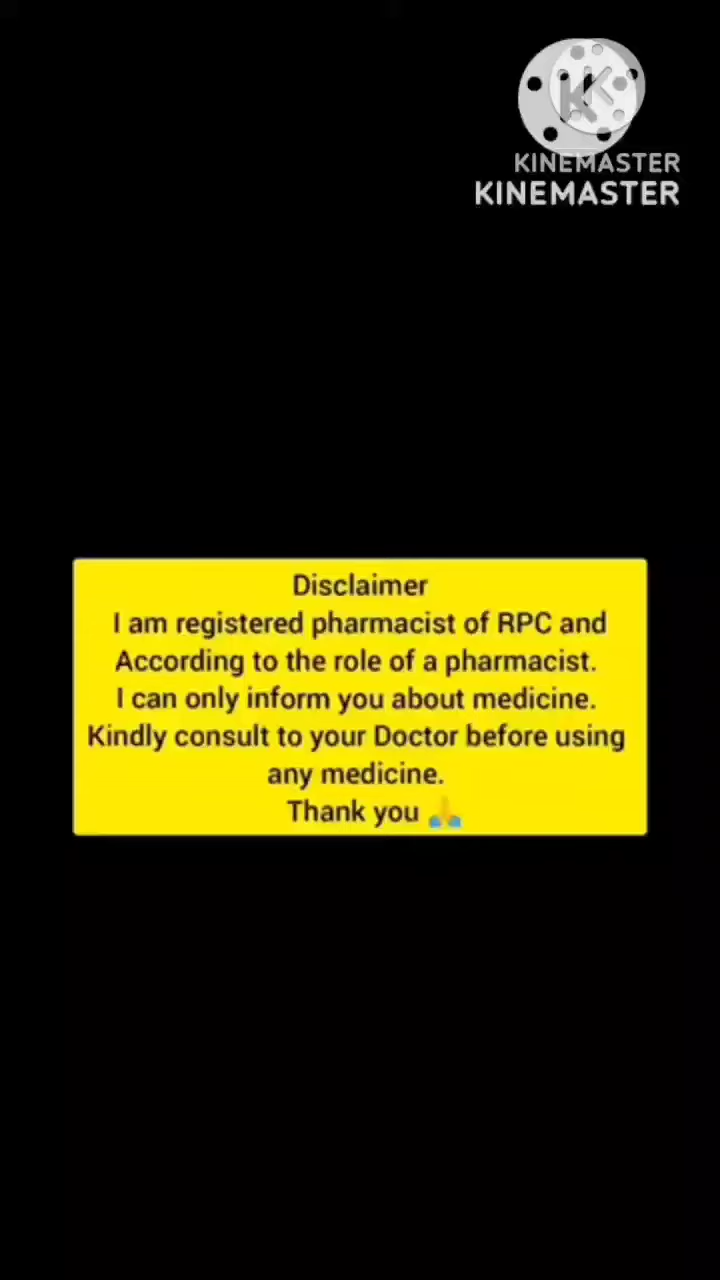 KINEMASTER
KINEMASTER
Disclaimer
I am registered pharmacist of RPC and
According to the role of a pharmacist.
I can only inform you about medicine.
Kindly consult to your Doctor before using
any medicine.
Thank you 🙏